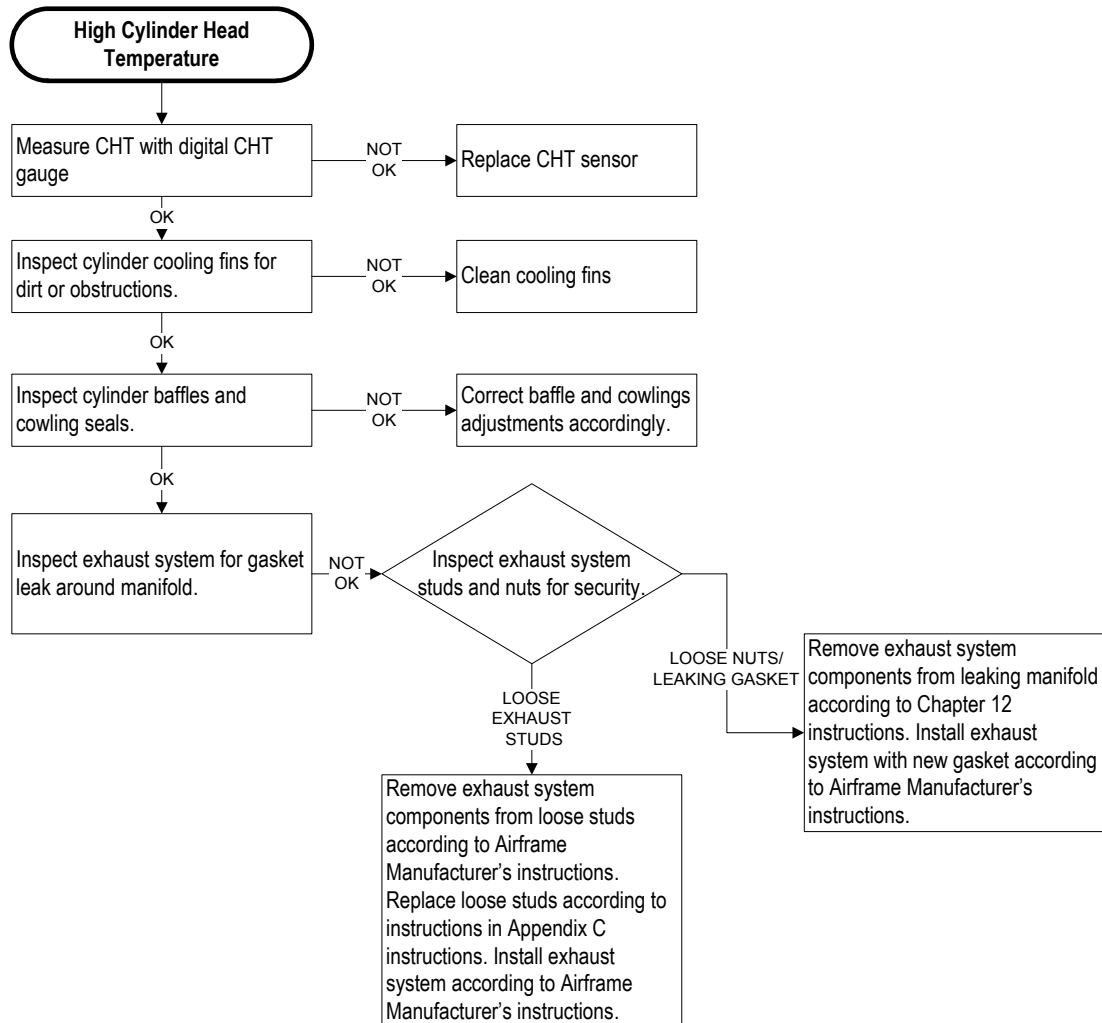 High Cylinder Head
Temperature
Measure CHT with digital CHT
gauge
NOT
OK
Replace CHT sensor
OK
Inspect cylinder cooling fins for
dirt or obstructions.
NOT
OK
Clean cooling fins
OK
Inspect cylinder baffles and
cowling seals.
NOT
OK
Correct baffle and cowlings
adjustments accordingly.
OK
Inspect exhaust system for gasket
leak around manifold.
NOT
OK
Inspect exhaust system
studs and nuts for security.
LOOSE NUTS/
LEAKING GASKET
Remove exhaust system
components from leaking manifold
according to Chapter 12
instructions. Install exhaust
system with new gasket according
to Airframe Manufacturer’s
instructions.
LOOSE
EXHAUST
STUDS
Remove exhaust system
components from loose studs
according to Airframe
Manufacturer’s instructions.
Replace loose studs according to
instructions in Appendix C
instructions. Install exhaust
system according to Airframe
Manufacturer’s instructions.